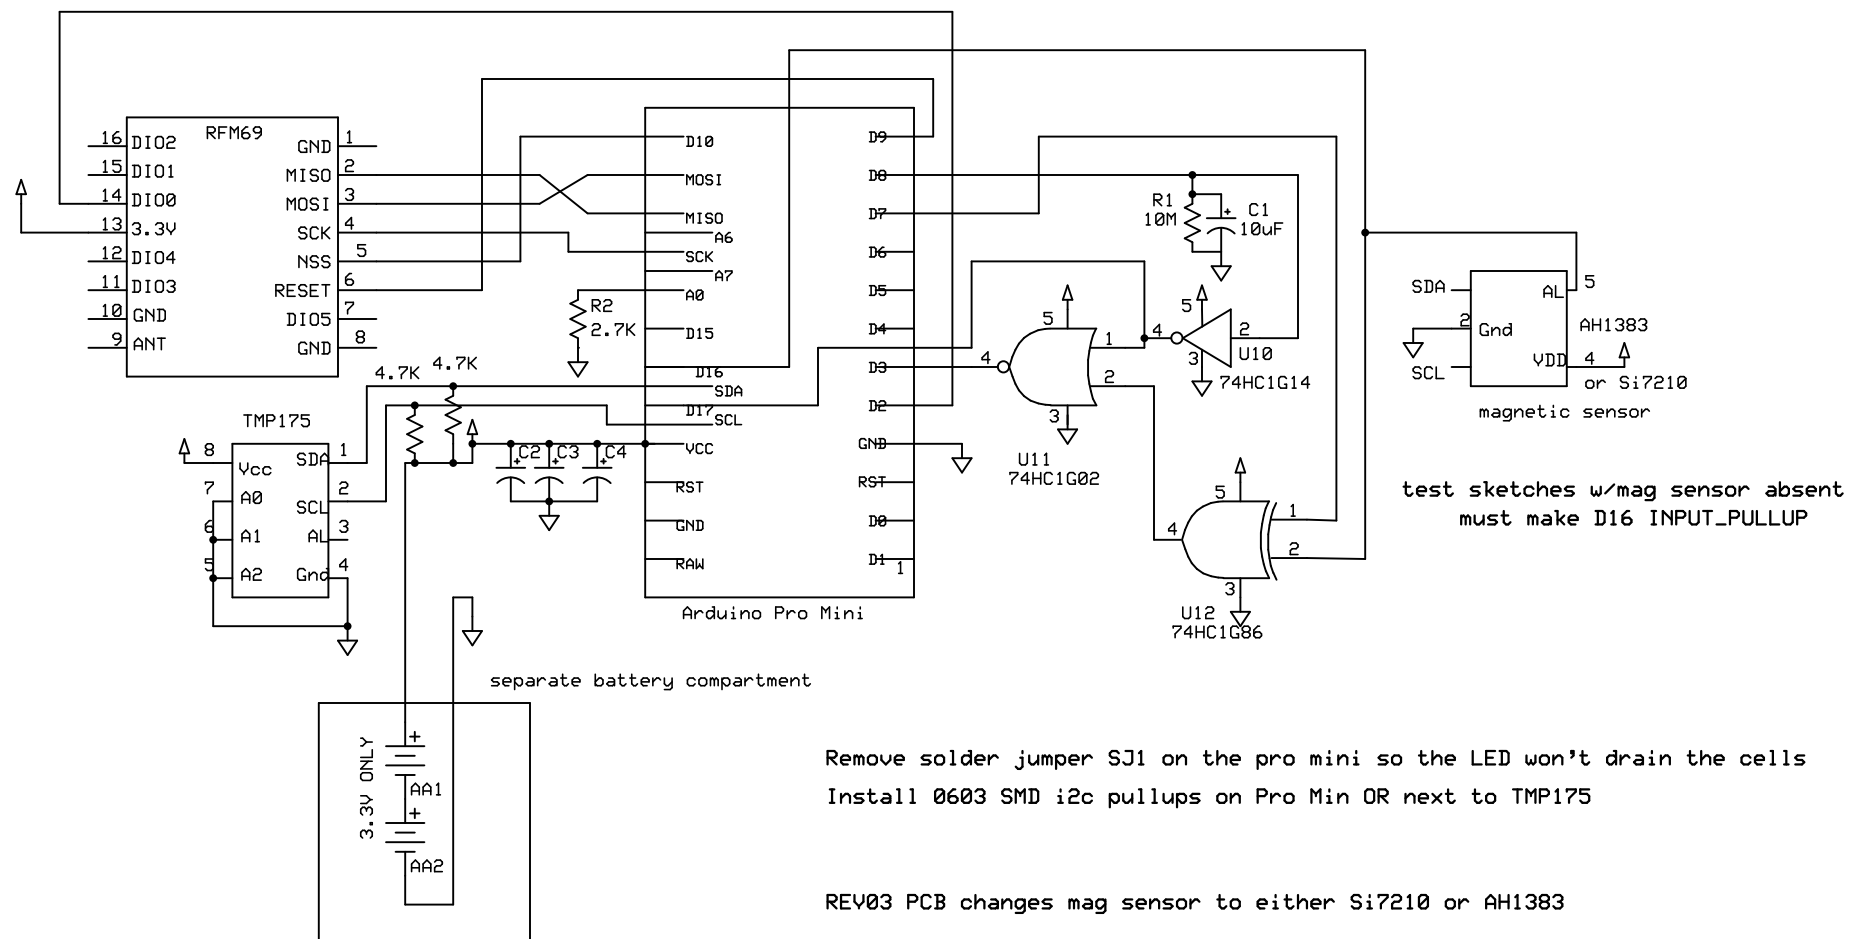 RFM69
16 DIO2
15 DIO1
14 DIO0
13 3.3V
12 DIO4
11 DIO3
10 GND
9 ANT
GND 1
MISO 2
MOSI 3
SCK 4
NSS 5
RESET 6
DIO5 7
GND 8
R2
2.7K
4.7K
4.7K
TMP175
8 Vcc
7 A0
6 A1
5 A2
SDA 1
SCL 2
AL 3
Gnd 4
C2 C3 C4
+ + +
D10
MOSI
MISO
A6
SCK
A7
A0
D15
D16
SDA
D17
SCL
VCC
RST
GND
RAW
D9
D8
D7
D6
D5
D4
D3
D2
GND
RST
D0
D1
1
Arduino Pro Mini
R1
10M
+ C1
10uF
5
4 2
3 U10
74HC1G14
5
4 1
2
3
U11
74HC1G02
5
4 1
2
3
U12
74HC1G86
SDA
2 Gnd
SCL
AL 5
AH1383
VDD 4
or Si7210
magnetic sensor
test sketches w/mag sensor absent
must make D16 INPUT_PULLUP
separate battery compartment
3.3V ONLY
+
AA1
+
AA2
Remove solder jumper SJ1 on the pro mini so the LED won't drain the cells
Install 0603 SMD i2c pullups on Pro Min OR next to TMP175
REV03 PCB changes mag sensor to either Si7210 or AH1383